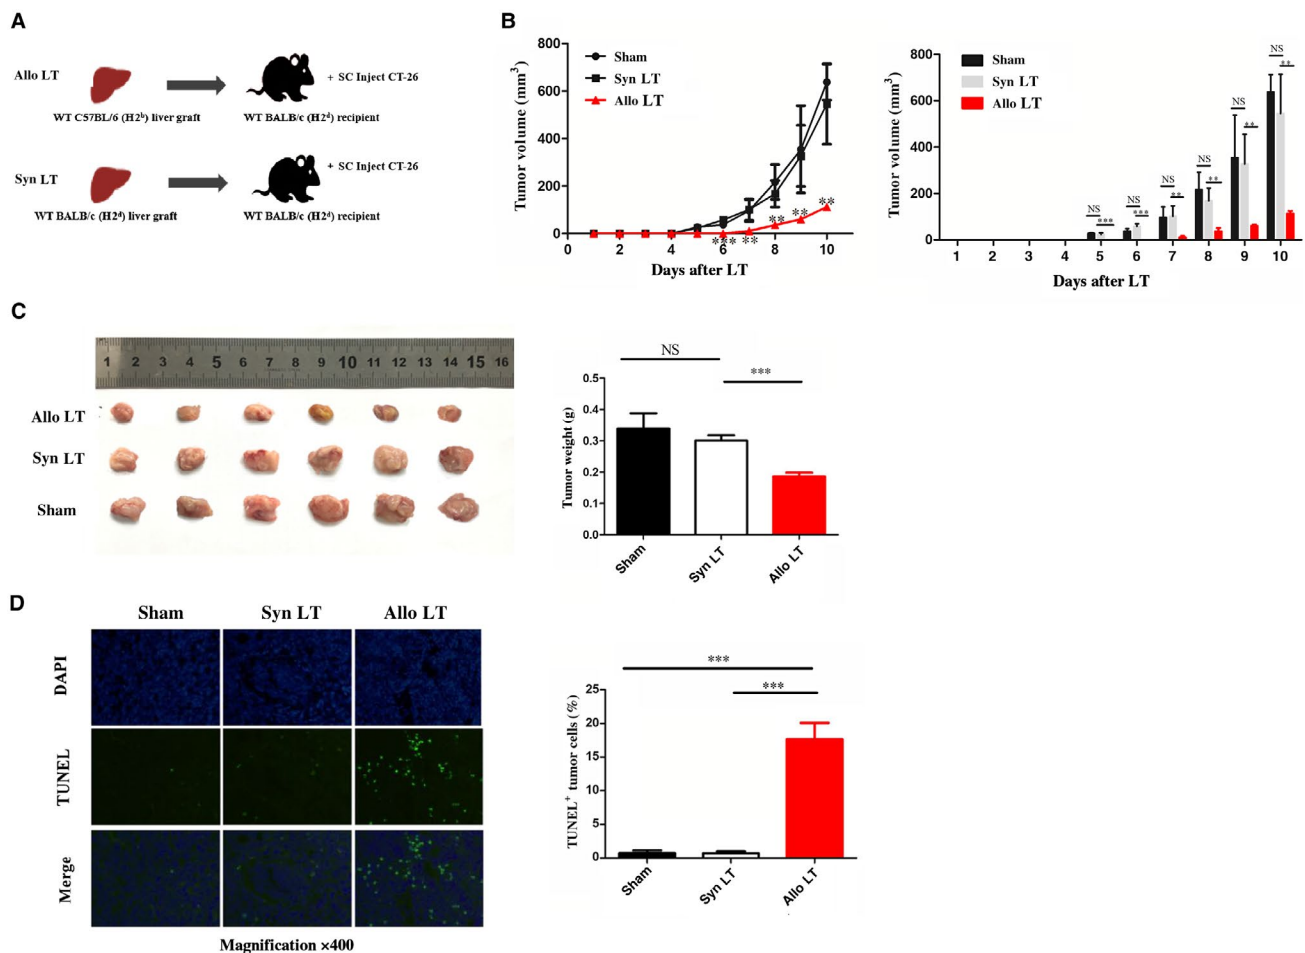 A
Allo LT
WT C57BL/6 (H2ᵇ) liver graft
+ SC Inject CT-26
WT BALB/c (H2ᵈ) recipient
Syn LT
WT BALB/c (H2ᵈ) liver graft
+ SC Inject CT-26
WT BALB/c (H2ᵈ) recipient
B
Tumor volume (mm³)
800
600
400
200
0
Sham
Syn LT
Allo LT
*** ** ** ** **
0 2 4 6 8 10
Days after LT
Tumor volume (mm³)
800
600
400
200
0
Sham
Syn LT
Allo LT
NS NS NS NS NS NS
*** *** ** ** ** **
1 2 3 4 5 6 7 8 9 10
Days after LT
C
1 2 3 4 5 6 7 8 9 10 11 12 13 14 15 16
Allo LT
Syn LT
Sham
NS
***
Tumor weight (g)
0.5
0.4
0.3
0.2
0.1
0.0
Sham Syn LT Allo LT
D
Sham Syn LT Allo LT
DAPI
TUNEL
Merge
Magnification ×400
***
***
TUNEL⁺ tumor cells (%)
25
20
15
10
5
0
Sham Syn LT Allo LT